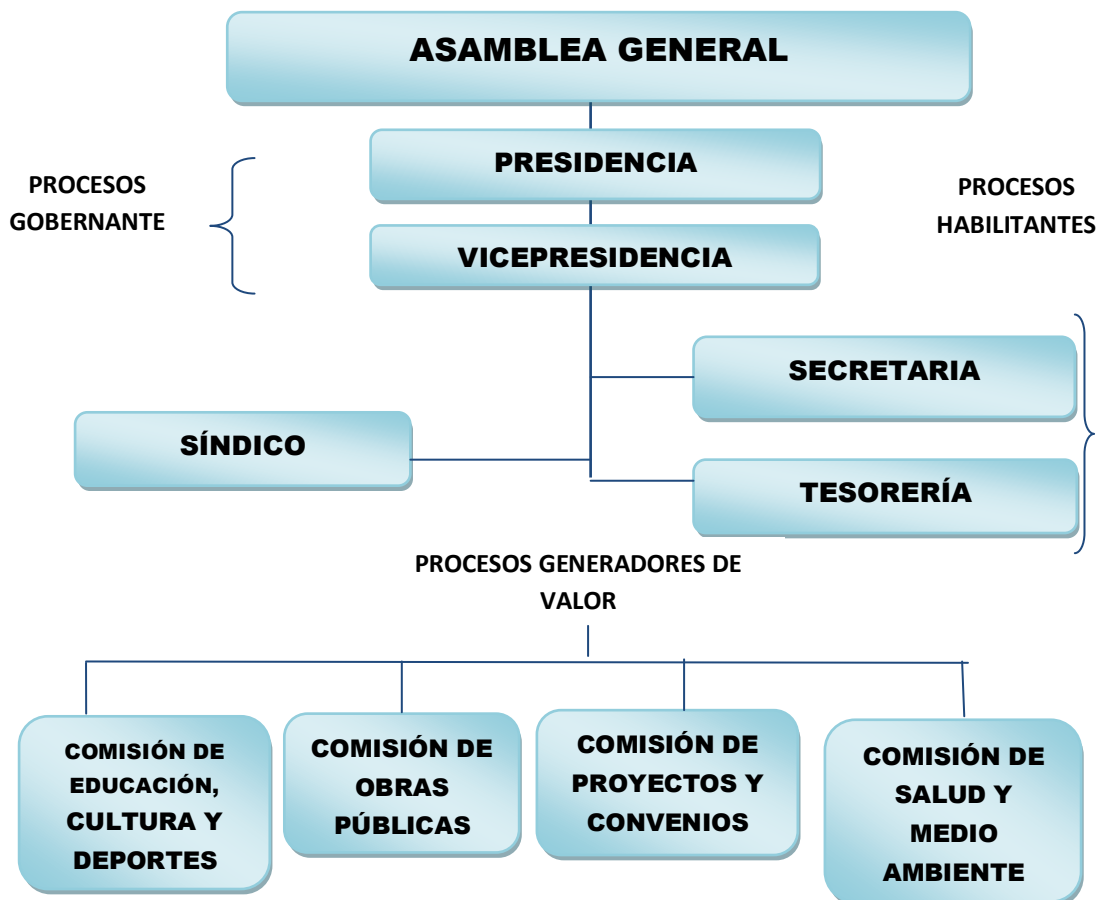 ASAMBLEA GENERAL
PRESIDENCIA
PROCESOS
GOBERNANTE
PROCESOS
HABILITANTES
VICEPRESIDENCIA
SECRETARIA
SÍNDICO
TESORERÍA
PROCESOS GENERADORES DE
VALOR
COMISIÓN DE
EDUCACIÓN,
CULTURA Y
DEPORTES
COMISIÓN DE
OBRAS
PÚBLICAS
COMISIÓN DE
PROYECTOS Y
CONVENIOS
COMISIÓN DE
SALUD Y
MEDIO
AMBIENTE